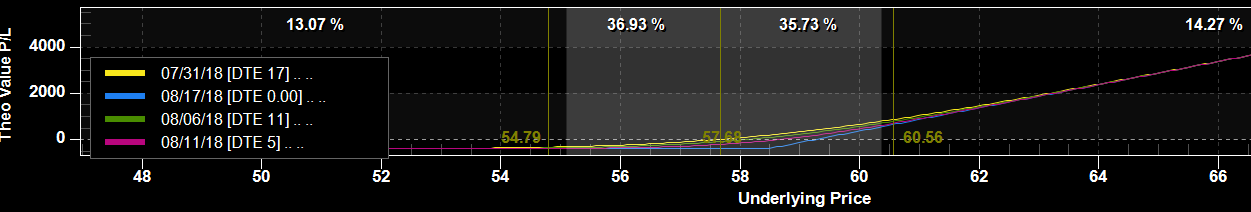 13.07 % 36.93 % 35.73 % 14.27 %
Theo Value P/L
4000
2000
0
07/31/18 [DTE 17] .. ..
08/17/18 [DTE 0.00] .. ..
08/06/18 [DTE 11] .. ..
08/11/18 [DTE 5] .. ..
54.79 57.68 60.56
48 50 52 54 56 58 60 62 64 66
Underlying Price